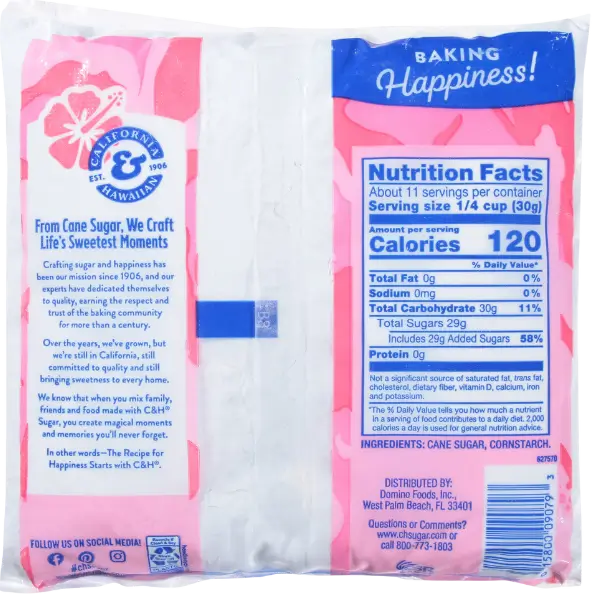 CALIFORNIA
&
EST. 1906
HAWAIIAN
From Cane Sugar, We Craft
Life's Sweetest Moments
Crafting sugar and happiness has
been our mission since 1906, and our
experts have dedicated themselves
to quality, earning the respect and
trust of the baking community
for more than a century.
Over the years, we've grown, but
we're still in California, still
committed to quality and still
bringing sweetness to every home.
We know that when you mix family,
friends and food made with C&H®
Sugar, you create magical moments
and memories you'll never forget.
In other words—The Recipe for
Happiness Starts with C&H®.
FOLLOW US ON SOCIAL MEDIA!
#chs
BAKING
Happiness!
Nutrition Facts
About 11 servings per container
Serving size 1/4 cup (30g)
Amount per serving
Calories 120
% Daily Value*
Total Fat 0g 0%
Sodium 0mg 0%
Total Carbohydrate 30g 11%
Total Sugars 29g
Includes 29g Added Sugars 58%
Protein 0g
Not a significant source of saturated fat, trans fat,
cholesterol, dietary fiber, vitamin D, calcium, iron
and potassium.
*The % Daily Value tells you how much a nutrient
in a serving of food contributes to a daily diet. 2,000
calories a day is used for general nutrition advice.
INGREDIENTS: CANE SUGAR, CORNSTARCH.
627570
DISTRIBUTED BY:
Domino Foods, Inc.,
West Palm Beach, FL 33401
Questions or Comments?
www.chsugar.com or
call 800-773-1803
15800 09079 3